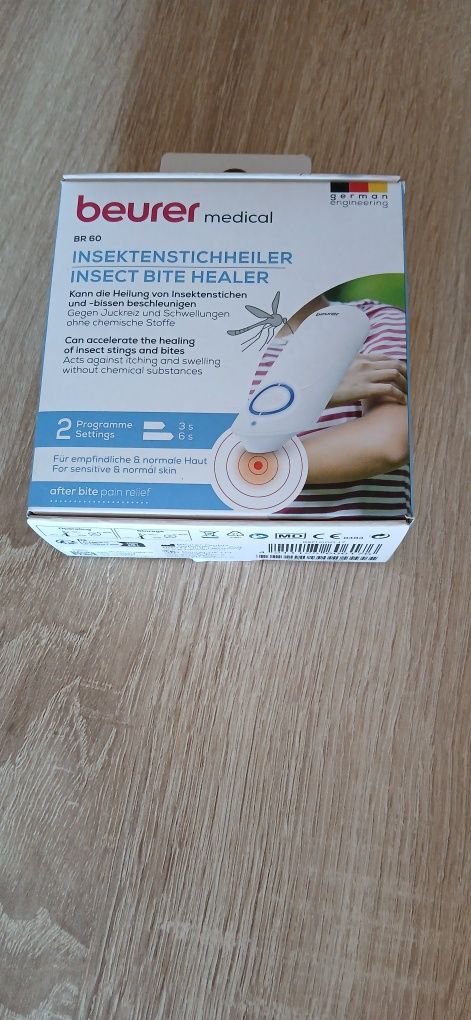 beurer medical
german
engineering
BR 60
INSEKTENSTICHHEILER
INSECT BITE HEALER
Kann die Heilung von Insektenstichen
und -bissen beschleunigen
Gegen Juckreiz und Schwellungen
ohne chemische Stoffe
Can accelerate the healing
of insect stings and bites
Acts against itching and swelling
without chemical substances
beurer
2 Programme 3 s
Settings 6 s
Für empfindliche & normale Haut
For sensitive & normal skin
after bite pain relief
MD CE